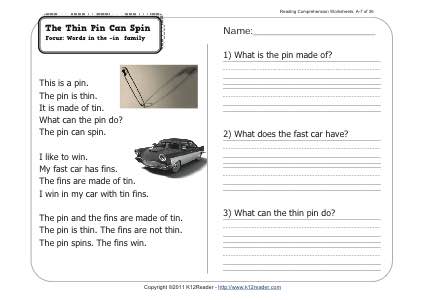 Reading Comprehension Worksheets A-7 of 36
The Thin Pin Can Spin
Focus: Words in the -in family
Name:
This is a pin.
The pin is thin.
It is made of tin.
What can the pin do?
The pin can spin.
I like to win.
My fast car has fins.
The fins are made of tin.
I win in my car with tin fins.
The pin and the fins are made of tin.
The pin is thin. The fins are not thin.
The pin spins. The fins win.
1) What is the pin made of?
2) What does the fast car have?
3) What can the thin pin do?
Copyright ©2011 K12Reader - http://www.k12reader.com